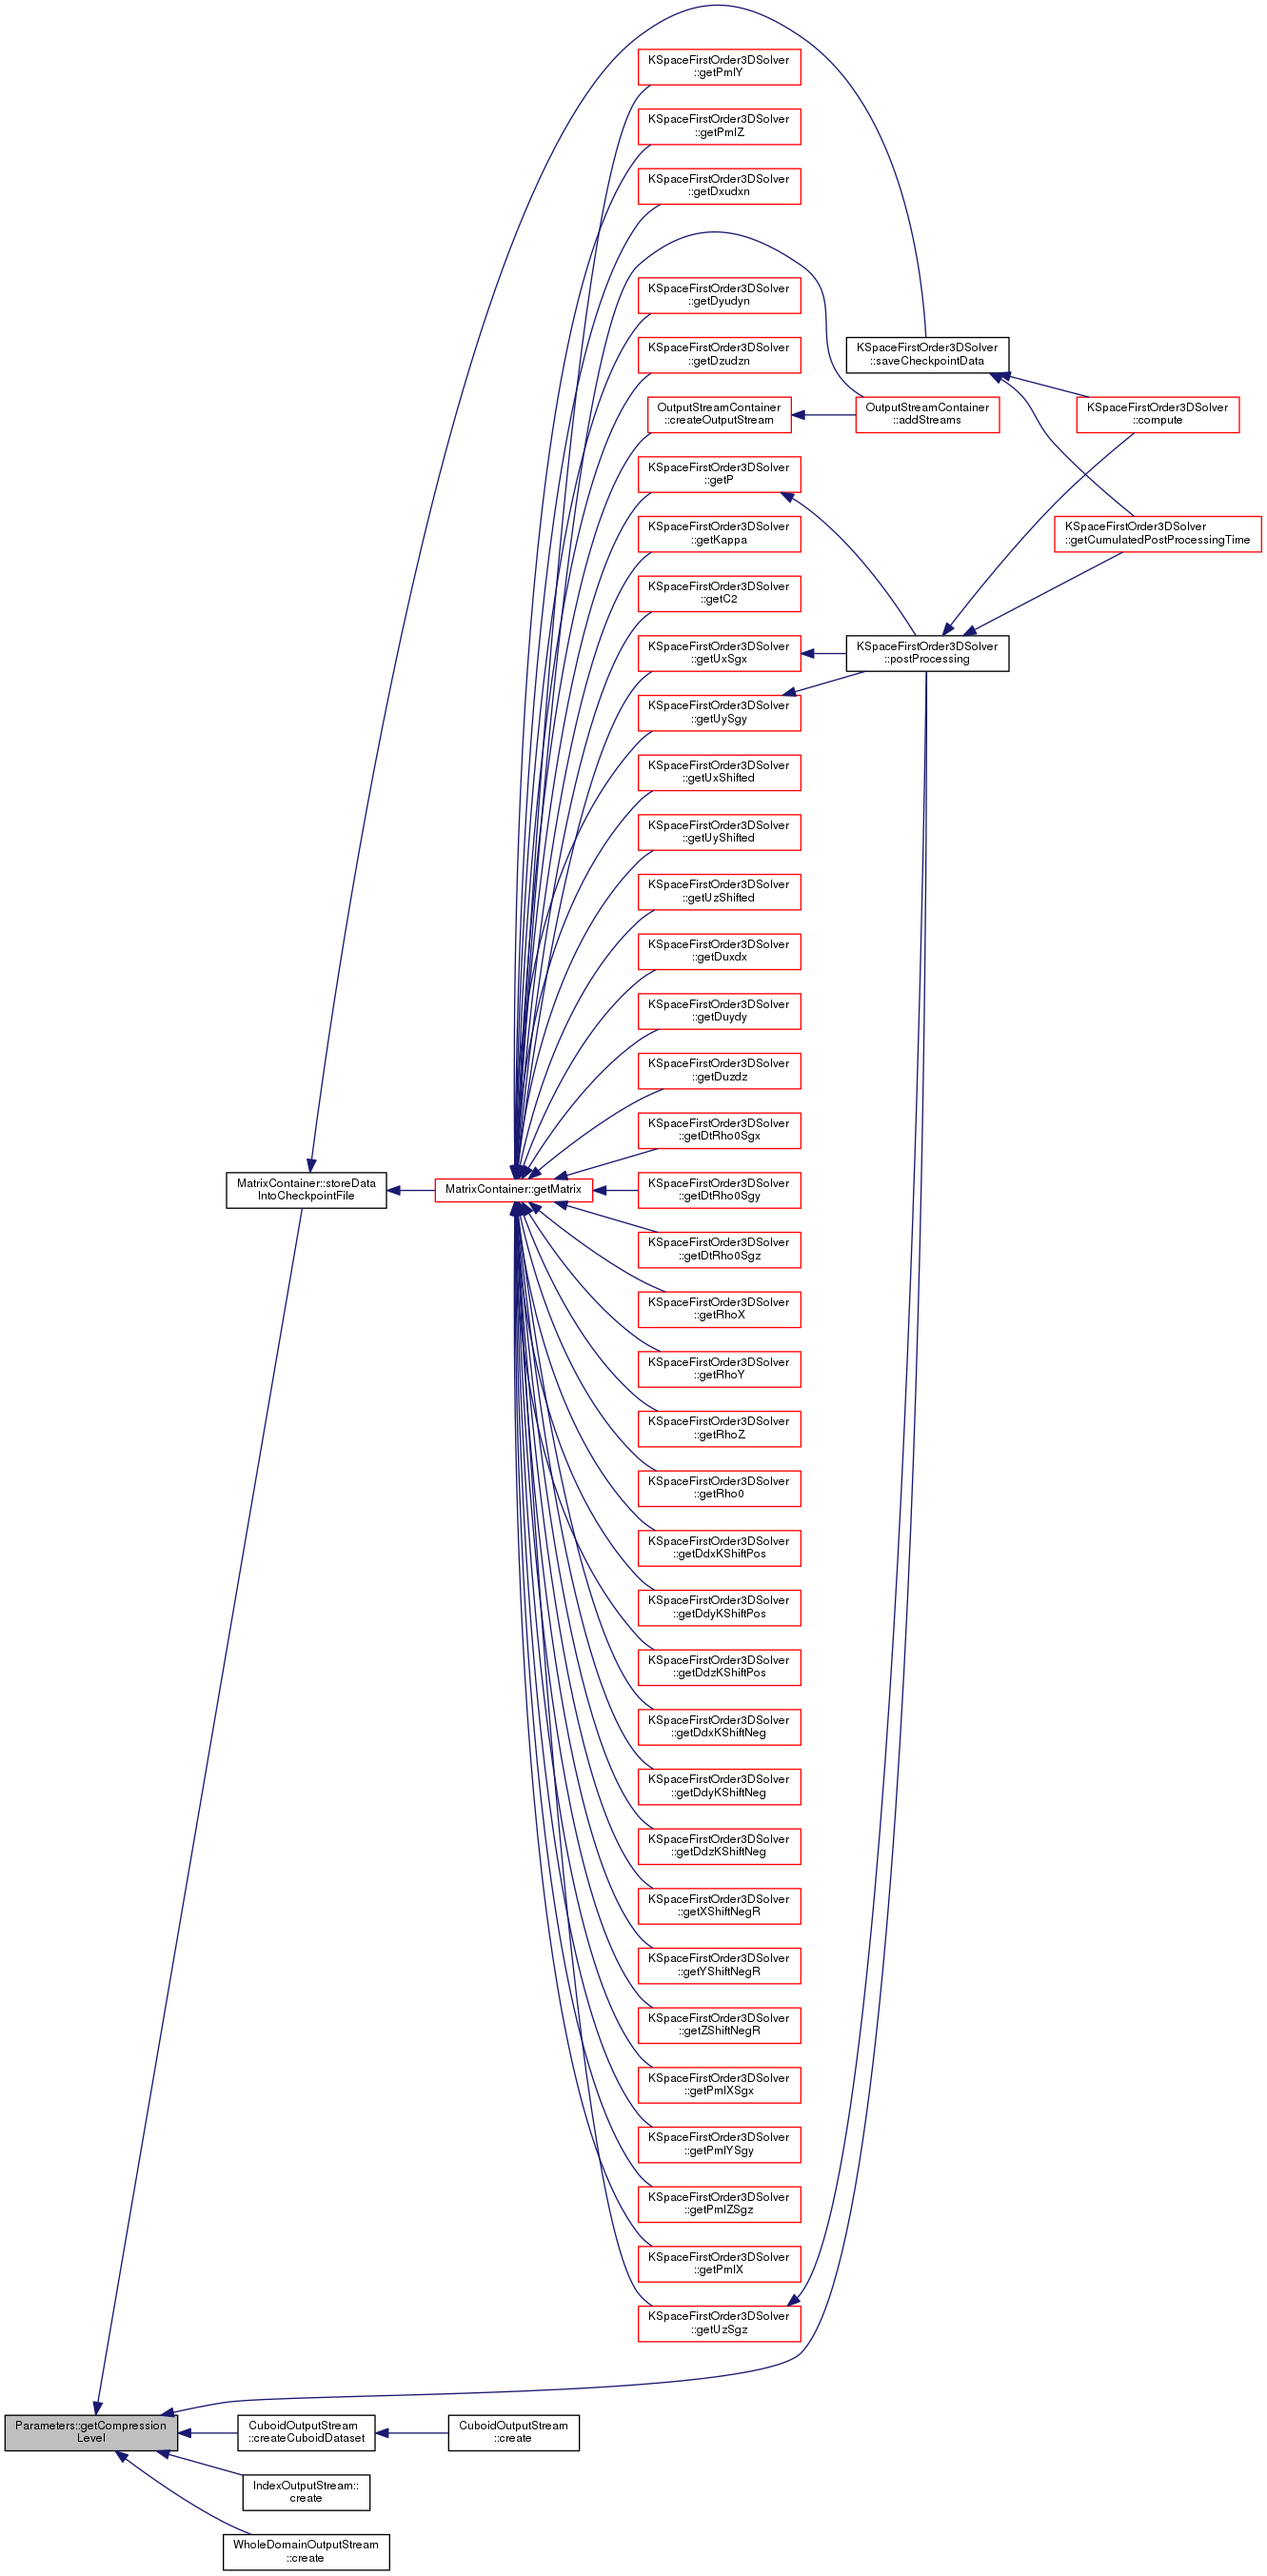 KSpaceFirstOrder3DSolver
::getPmlY
KSpaceFirstOrder3DSolver
::getPmlZ
KSpaceFirstOrder3DSolver
::getDxudxn
KSpaceFirstOrder3DSolver
::getDyudyn
KSpaceFirstOrder3DSolver
::getDzudzn
KSpaceFirstOrder3DSolver
::saveCheckpointData
OutputStreamContainer
::createOutputStream
OutputStreamContainer
::addStreams
KSpaceFirstOrder3DSolver
::compute
KSpaceFirstOrder3DSolver
::getP
KSpaceFirstOrder3DSolver
::getKappa
KSpaceFirstOrder3DSolver
::getCumulatedPostProcessingTime
KSpaceFirstOrder3DSolver
::getC2
KSpaceFirstOrder3DSolver
::getUxSgx
KSpaceFirstOrder3DSolver
::postProcessing
KSpaceFirstOrder3DSolver
::getUySgy
KSpaceFirstOrder3DSolver
::getUxShifted
KSpaceFirstOrder3DSolver
::getUyShifted
KSpaceFirstOrder3DSolver
::getUzShifted
KSpaceFirstOrder3DSolver
::getDuxdx
KSpaceFirstOrder3DSolver
::getDuydy
KSpaceFirstOrder3DSolver
::getDuzdz
KSpaceFirstOrder3DSolver
::getDtRho0Sgx
MatrixContainer::storeData
IntoCheckpointFile
MatrixContainer::getMatrix
KSpaceFirstOrder3DSolver
::getDtRho0Sgy
KSpaceFirstOrder3DSolver
::getDtRho0Sgz
KSpaceFirstOrder3DSolver
::getRhoX
KSpaceFirstOrder3DSolver
::getRhoY
KSpaceFirstOrder3DSolver
::getRhoZ
KSpaceFirstOrder3DSolver
::getRho0
KSpaceFirstOrder3DSolver
::getDdxKShiftPos
KSpaceFirstOrder3DSolver
::getDdyKShiftPos
KSpaceFirstOrder3DSolver
::getDdzKShiftPos
KSpaceFirstOrder3DSolver
::getDdxKShiftNeg
KSpaceFirstOrder3DSolver
::getDdyKShiftNeg
KSpaceFirstOrder3DSolver
::getDdzKShiftNeg
KSpaceFirstOrder3DSolver
::getXShiftNegR
KSpaceFirstOrder3DSolver
::getYShiftNegR
KSpaceFirstOrder3DSolver
::getZShiftNegR
KSpaceFirstOrder3DSolver
::getPmlXSgx
KSpaceFirstOrder3DSolver
::getPmlYSgy
KSpaceFirstOrder3DSolver
::getPmlZSgz
KSpaceFirstOrder3DSolver
::getPmlX
KSpaceFirstOrder3DSolver
::getUzSgz
Parameters::getCompression
Level
CuboidOutputStream
::createCuboidDataset
CuboidOutputStream
::create
IndexOutputStream::
create
WholeDomainOutputStream
::create